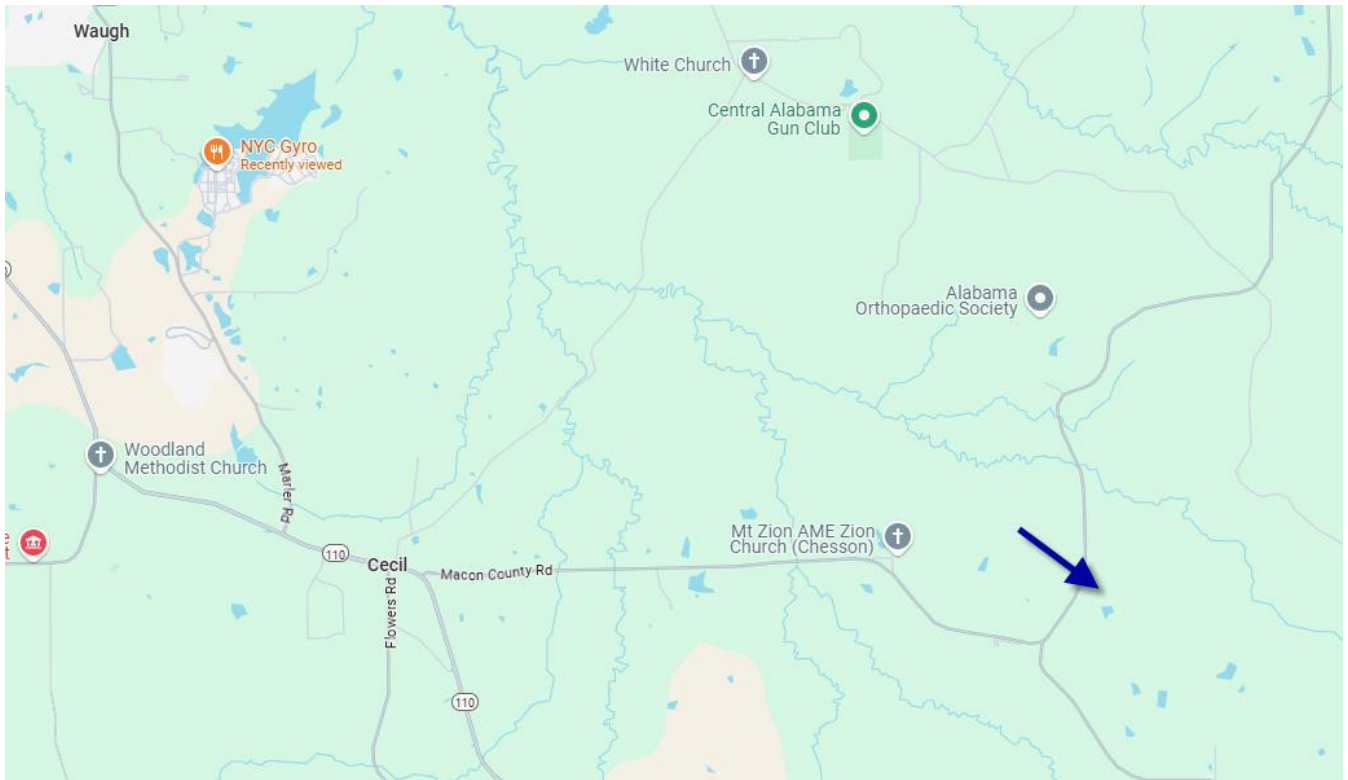 Waugh
White Church
Central Alabama
Gun Club
NYC Gyro
Recently viewed
Alabama
Orthopaedic Society
Woodland
Methodist Church
Marler Rd
Mt Zion AME Zion
Church (Chesson)
110
Cecil
Macon County Rd
Flowers Rd
110